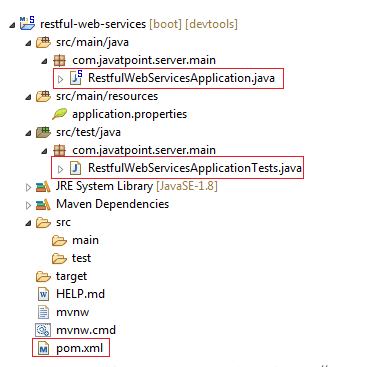 restful-web-services [boot] [devtools]
src/main/java
com.javatpoint.server.main
RestfulWebServicesApplication.java
src/main/resources
application.properties
src/test/java
com.javatpoint.server.main
RestfulWebServicesApplicationTests.java
JRE System Library [JavaSE-1.8]
Maven Dependencies
src
main
test
target
HELP.md
mvnw
mvnw.cmd
pom.xml